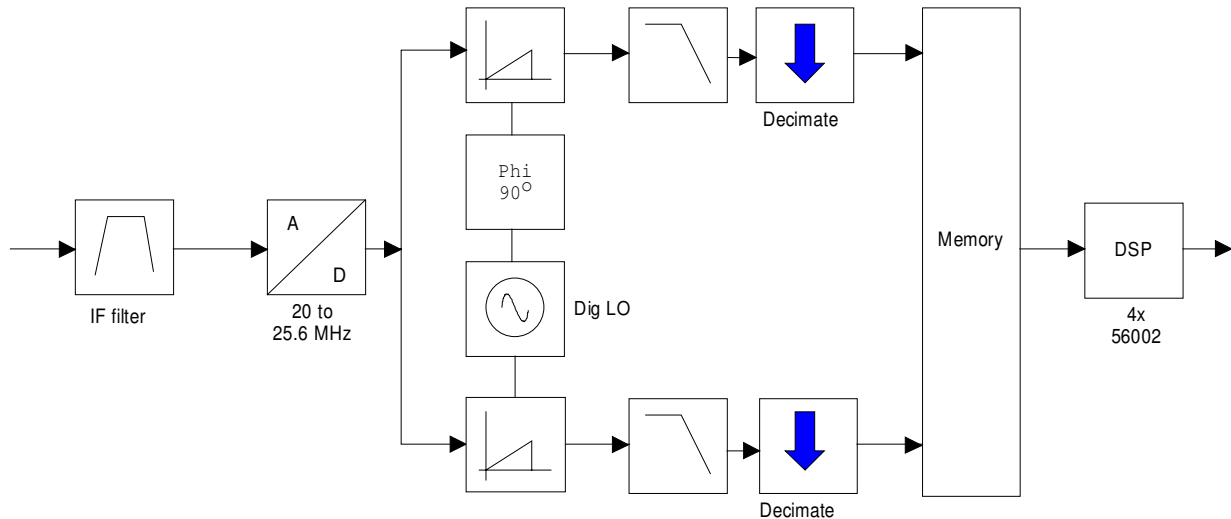 Decimate
Phi
90°
A
D
Memory
DSP
IF filter
20 to
25.6 MHz
Dig LO
4x
56002
Decimate